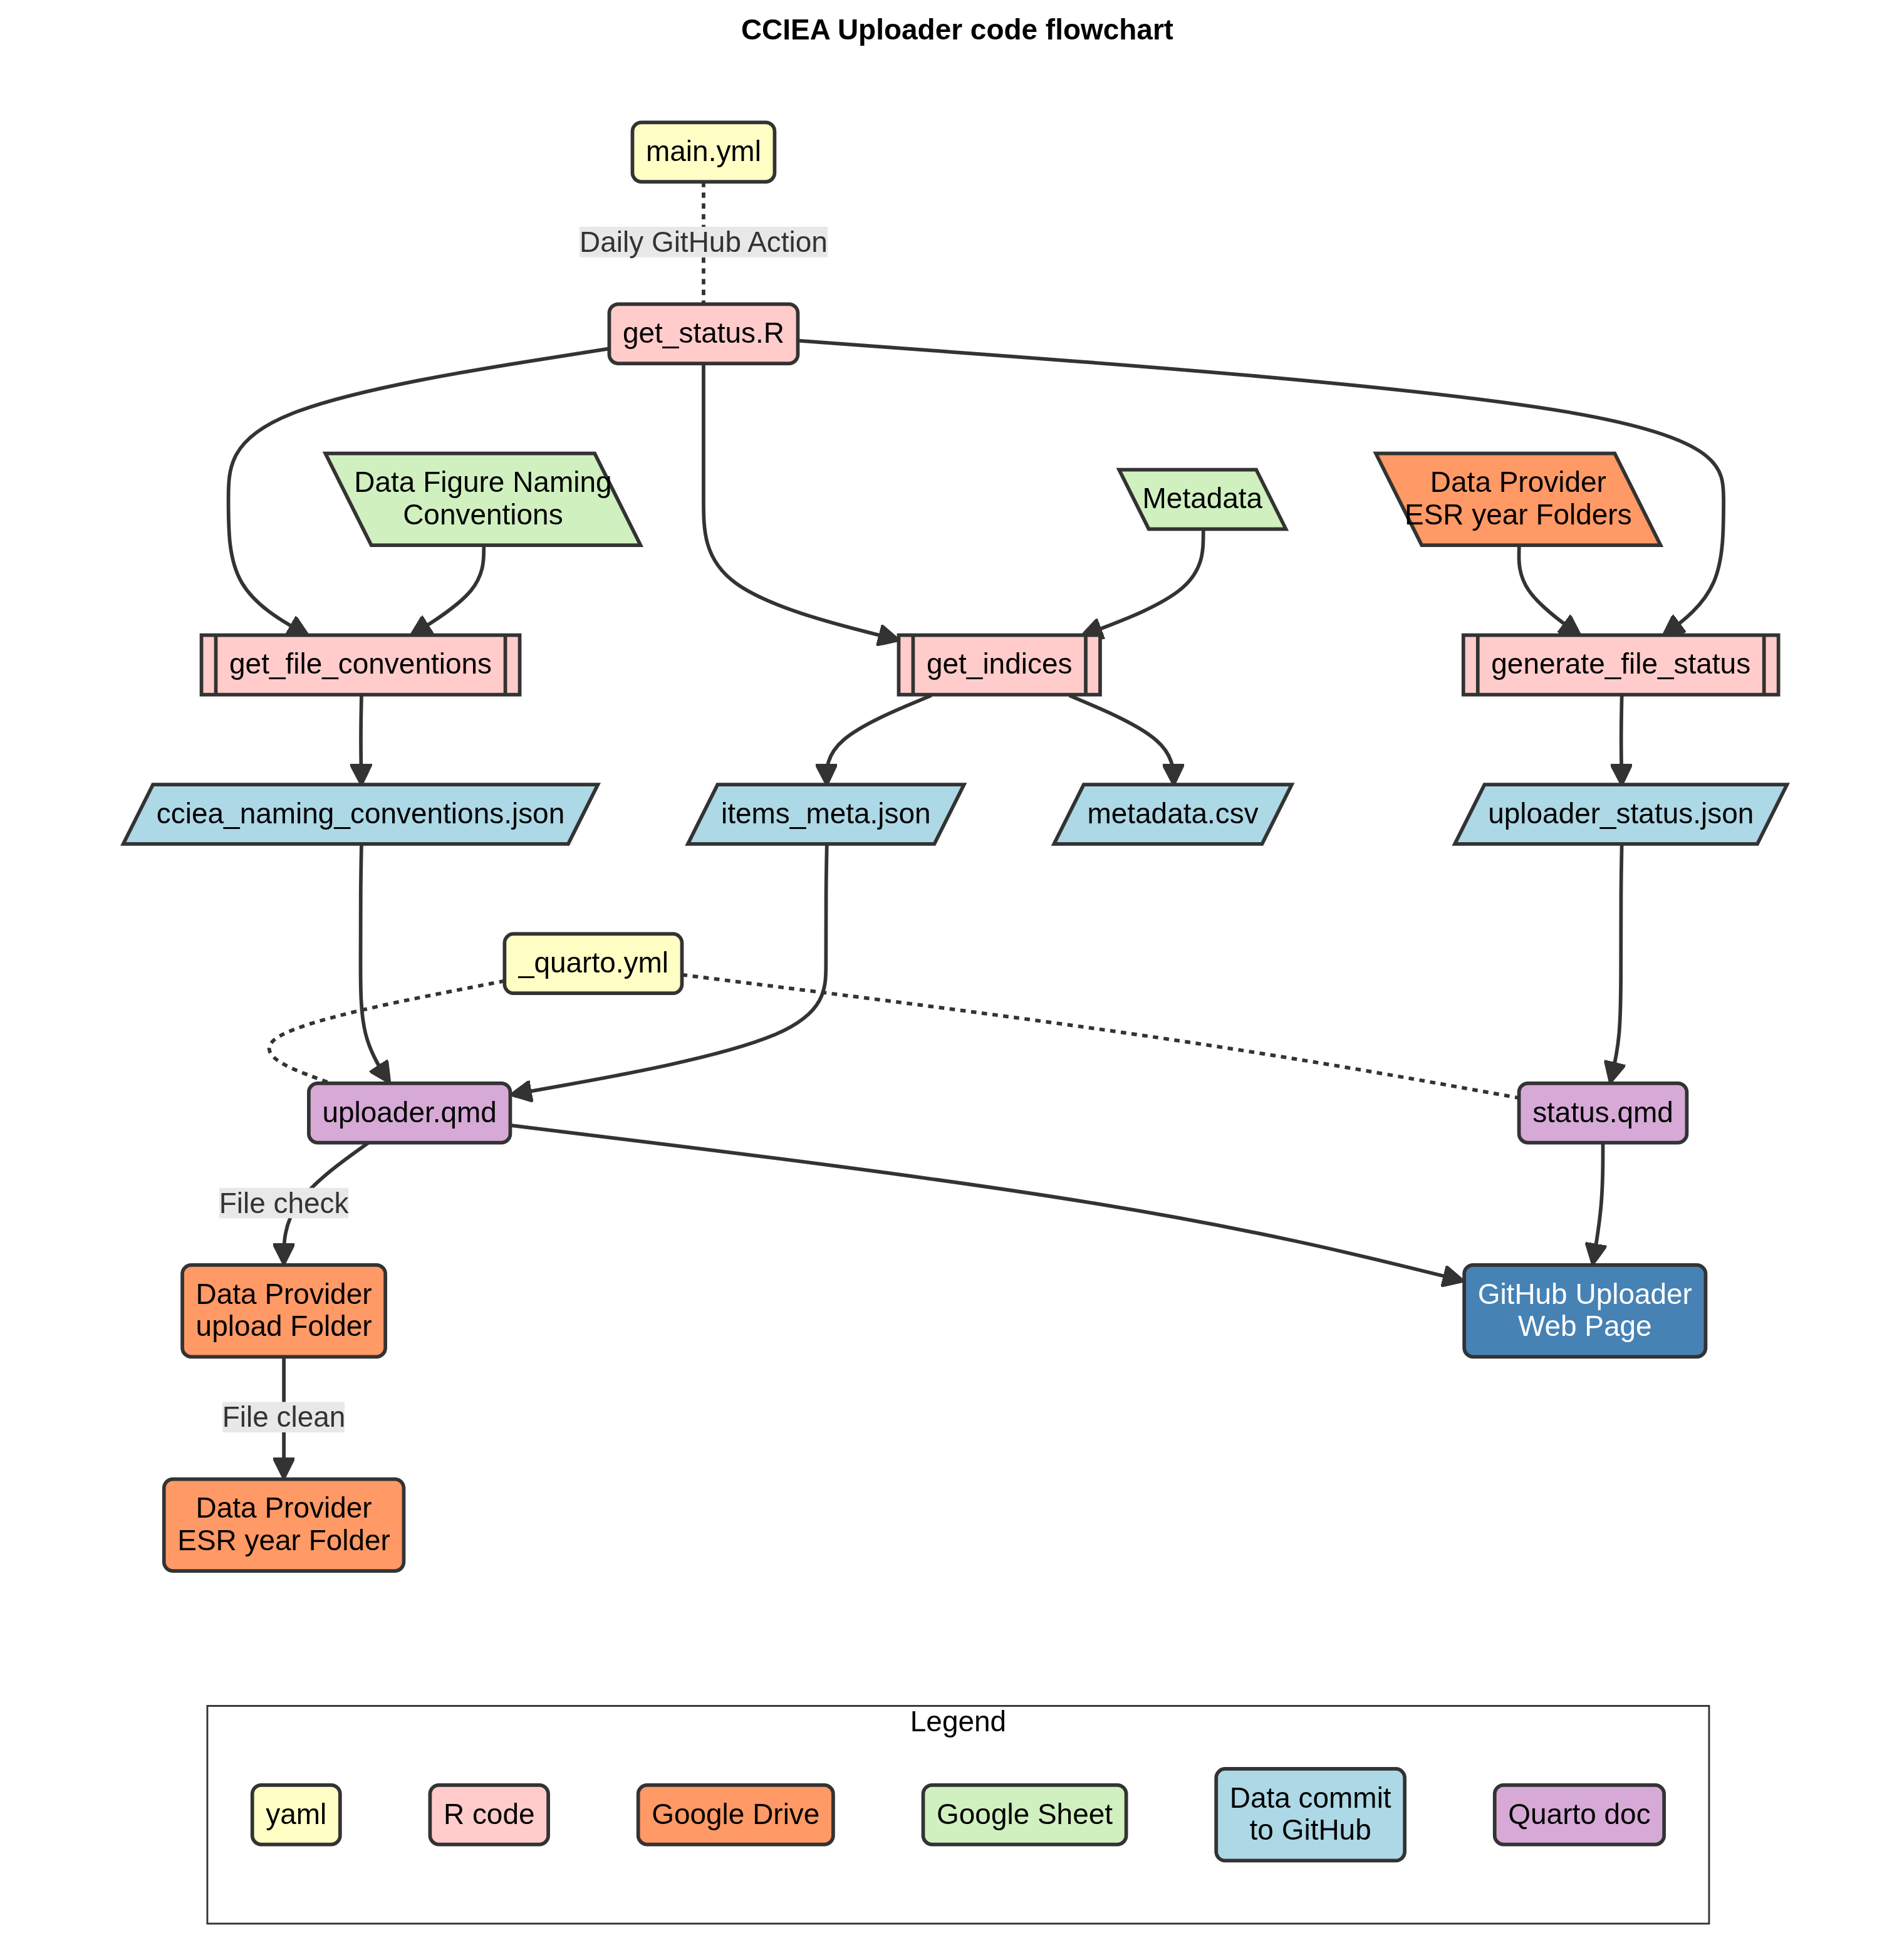 CCIEA Uploader code flowchart
main.yml
Daily GitHub Action
get_status.R
Data Figure Naming
Conventions
Metadata
Data Provider
ESR year Folders
get_file_conventions
get_indices
generate_file_status
cciea_naming_conventions.json
items_meta.json
metadata.csv
uploader_status.json
_quarto.yml
uploader.qmd
status.qmd
File check
Data Provider
upload Folder
GitHub Uploader
Web Page
File clean
Data Provider
ESR year Folder
Legend
yaml
R code
Google Drive
Google Sheet
Data commit
to GitHub
Quarto doc